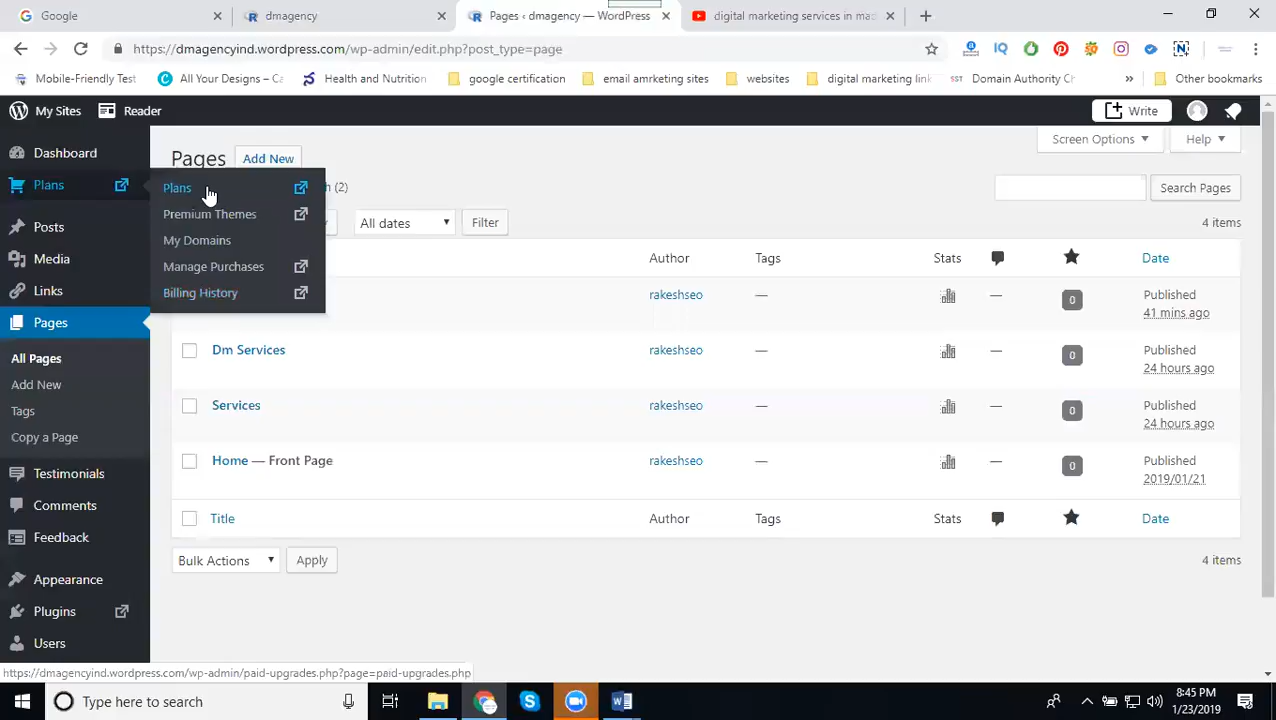 Google
dmagency
Pages ‹ dmagency — WordPress
digital marketing services in ma
https://dmagencyind.wordpress.com/wp-admin/edit.php?post_type=page
Mobile-Friendly Test
All Your Designs – Ca
Health and Nutrition
google certification
email amrketing sites
websites
digital marketing link
SST Domain Authority Ch
»
Other bookmarks
My Sites
Reader
Write
Dashboard
Plans
Posts
Media
Links
Pages
All Pages
Add New
Tags
Copy a Page
Testimonials
Comments
Feedback
Appearance
Plugins
Users
Plans
Premium Themes
My Domains
Manage Purchases
Billing History
Pages
Add New
Screen Options
Help
(2)
Search Pages
All dates
Filter
4 items
Author
Tags
Stats
Date
rakeshseo
—
—
0
Published
41 mins ago
Dm Services
rakeshseo
—
—
0
Published
24 hours ago
Services
rakeshseo
—
—
0
Published
24 hours ago
Home — Front Page
rakeshseo
—
—
0
Published
2019/01/21
Title
Author
Tags
Stats
Date
Bulk Actions
Apply
4 items
https://dmagencyind.wordpress.com/wp-admin/paid-upgrades.php?page=paid-upgrades.php
Type here to search
8:45 PM
1/23/2019